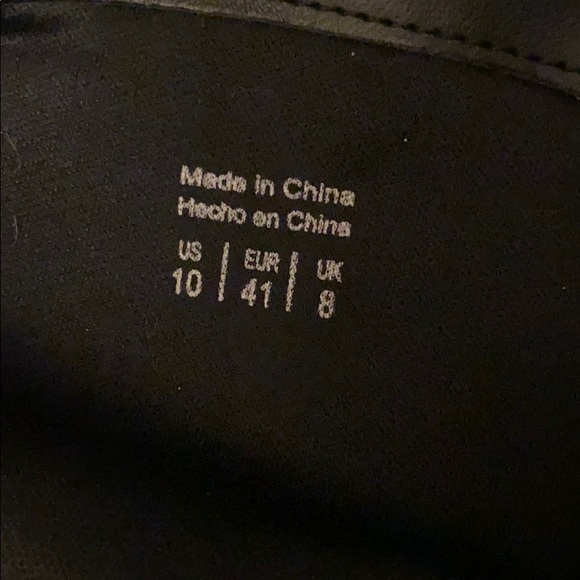 Made in China
Hecho en China
US | EUR | UK
10 | 41 | 8